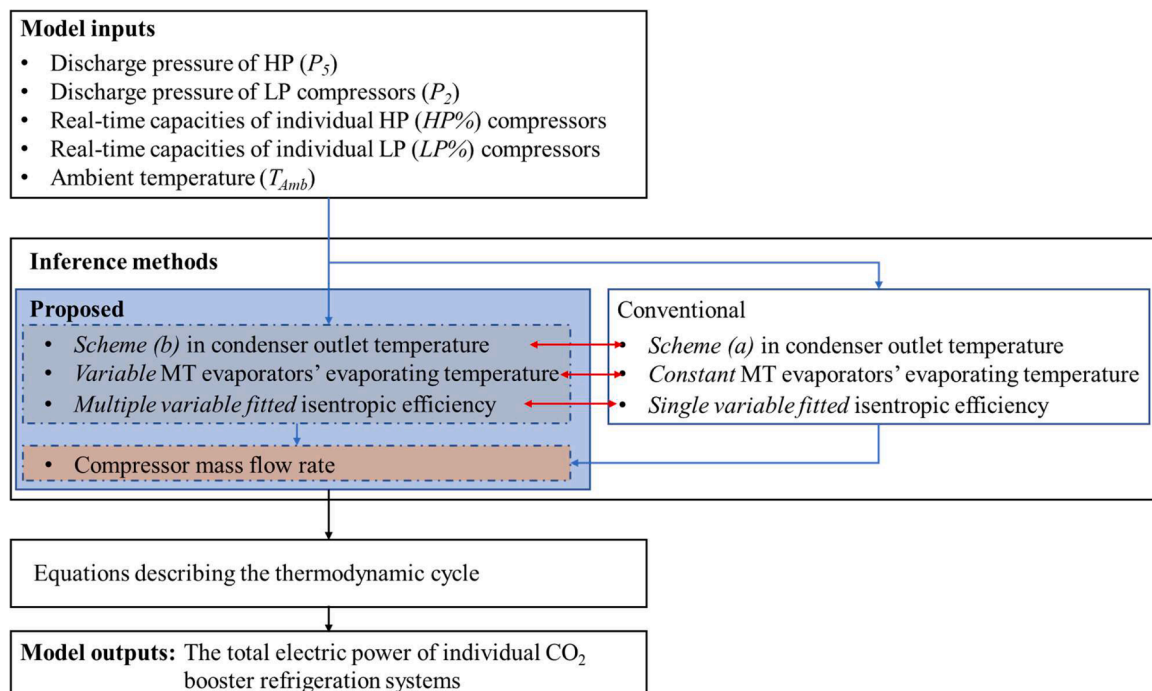 Model inputs
• Discharge pressure of HP (P5)
• Discharge pressure of LP compressors (P2)
• Real-time capacities of individual HP (HP%) compressors
• Real-time capacities of individual LP (LP%) compressors
• Ambient temperature (TAmb)
Inference methods
Proposed
• Scheme (b) in condenser outlet temperature
• Variable MT evaporators' evaporating temperature
• Multiple variable fitted isentropic efficiency
• Compressor mass flow rate
Conventional
• Scheme (a) in condenser outlet temperature
• Constant MT evaporators' evaporating temperature
• Single variable fitted isentropic efficiency
Equations describing the thermodynamic cycle
Model outputs: The total electric power of individual CO2
booster refrigeration systems